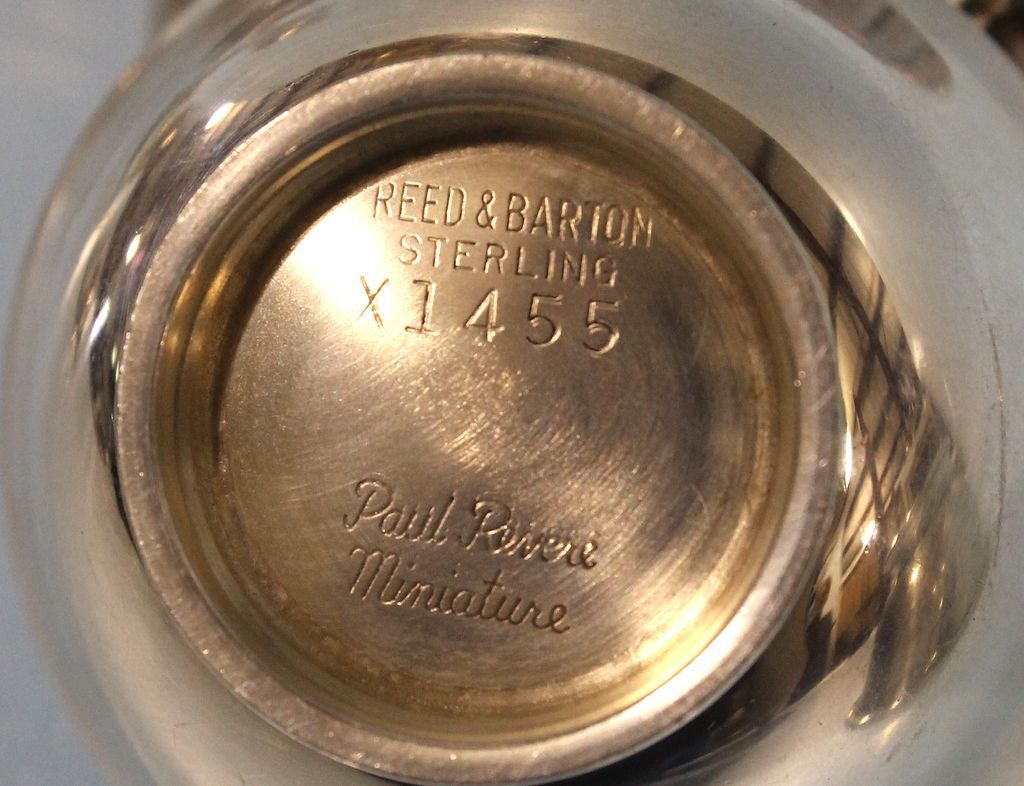 REED & BARTON
STERLING
X1455
Paul Revere
Miniature